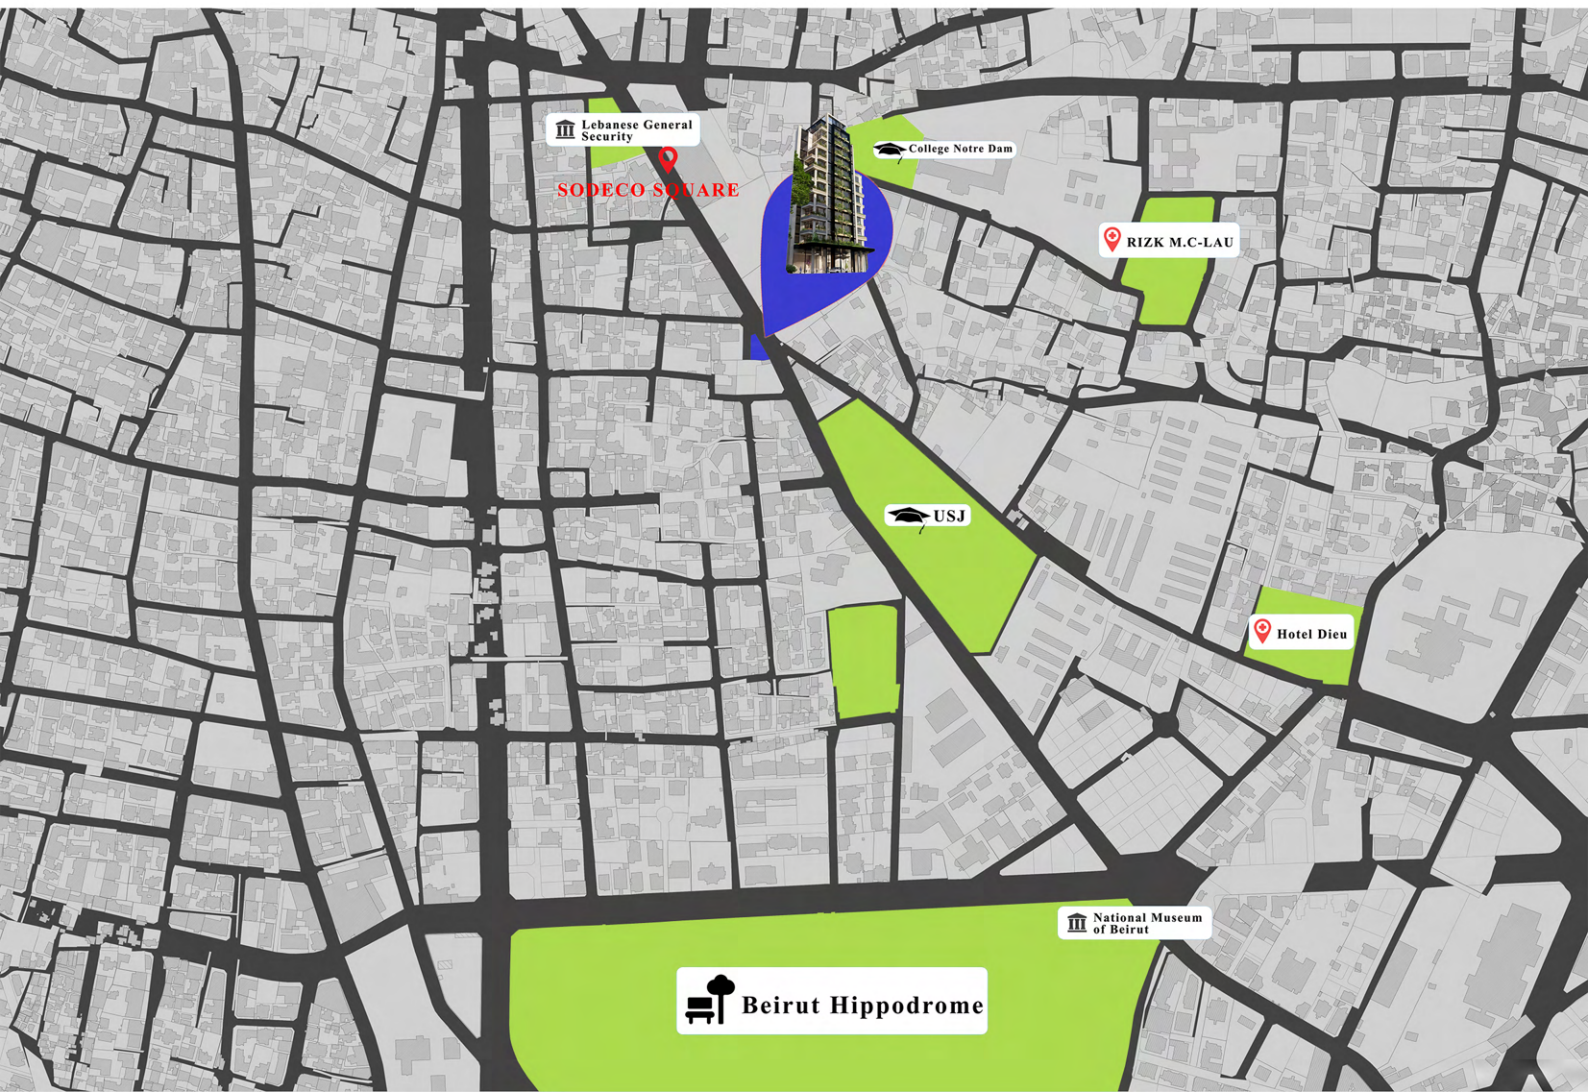 Lebanese General
Security
College Notre Dam
SODECO SQUARE
RIZK M.C-LAU
USJ
Hotel Dieu
National Museum
of Beirut
Beirut Hippodrome